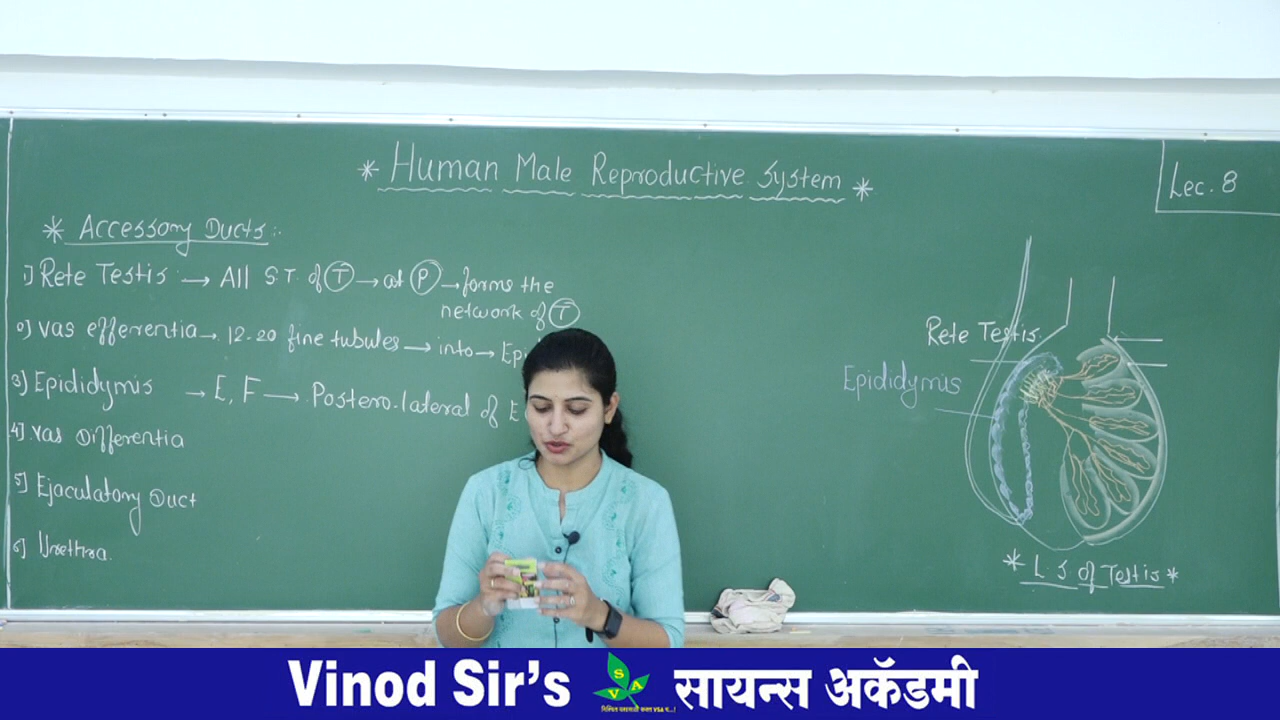 * Human Male Reproductive System *
Lec. 8
* Accessory Ducts:-
1) Rete Testis → All S.T. of (T) → at (P) → forms the
network of (T)
2) Vas efferentia → 12-20 fine tubules → into → Ep
3) Epididymis → E, F → Postero-lateral of
4) Vas Differentia
5) Ejaculatory Duct
6) Urethra.
Rete Testis
Epididymis
* L. S of Testis *
Vinod Sir's SVA सायन्स अकॅडमी